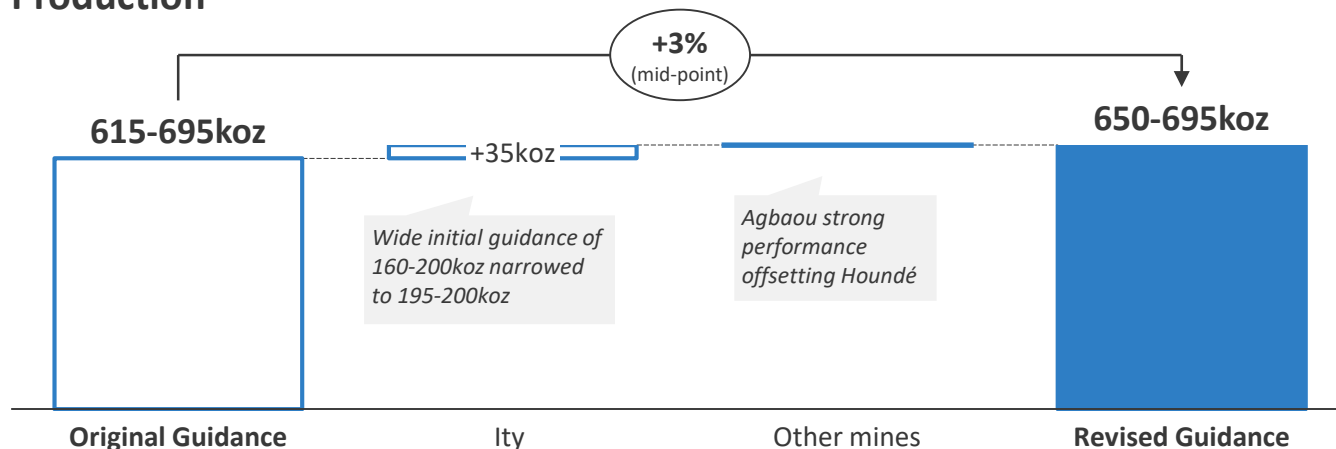 Production
+3%
(mid-point)
615-695koz
650-695koz
+35koz
Wide initial guidance of
160-200koz narrowed
to 195-200koz
Agbaou strong
performance
offsetting Houndé
Original Guidance
Ity
Other mines
Revised Guidance